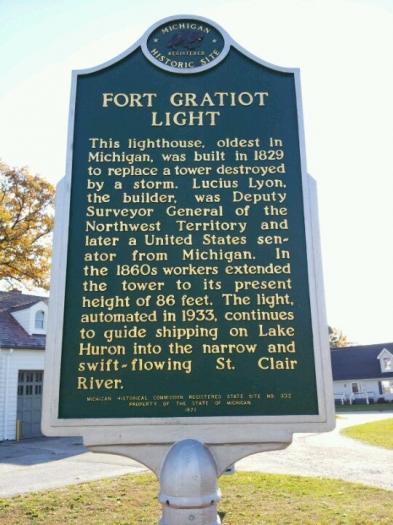 MICHIGAN
REGISTERED
HISTORIC SITE
FORT GRATIOT
LIGHT
This lighthouse, oldest in
Michigan, was built in 1829
to replace a tower destroyed
by a storm. Lucius Lyon,
the builder, was Deputy
Surveyor General of the
Northwest Territory and
later a United States sen-
ator from Michigan. In
the 1860s workers extended
the tower to its present
height of 86 feet. The light,
automated in 1933, continues
to guide shipping on Lake
Huron into the narrow and
swift-flowing St. Clair
River.
MICHIGAN HISTORICAL COMMISSION REGISTERED STATE SITE NO. 332
PROPERTY OF THE STATE OF MICHIGAN
1971